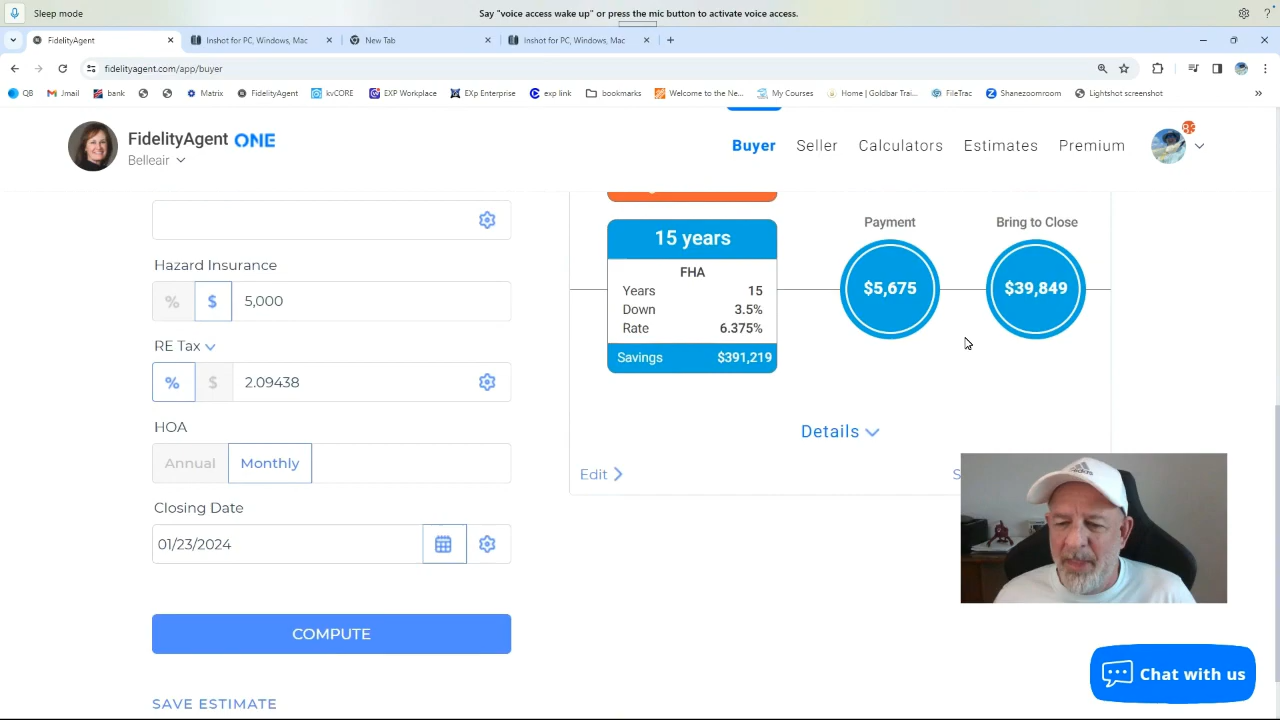 Sleep mode
Say "voice access wake up" or press the mic button to activate voice access.
FidelityAgent
Inshot for PC, Windows, Mac
New Tab
Inshot for PC, Windows, Mac
fidelityagent.com/app/buyer
QB
Gmail
bank
Matrix
FidelityAgent
kvCORE
EXP Workplace
EXp Enterprise
exp link
bookmarks
Welcome to the...
My Courses
Home | Goldbar Trai...
FileTrac
Shanezoomroom
Lightshot screenshot
FidelityAgent ONE
Belleair
Buyer
Seller
Calculators
Estimates
Premium
Hazard Insurance
% $ 5,000
RE Tax
% $ 2.09438
HOA
Annual Monthly
Closing Date
01/23/2024
COMPUTE
SAVE ESTIMATE
15 years
FHA
Years 15
Down 3.5%
Rate 6.375%
Savings $391,219
Payment
$5,675
Bring to Close
$39,849
Details
Edit
Chat with us